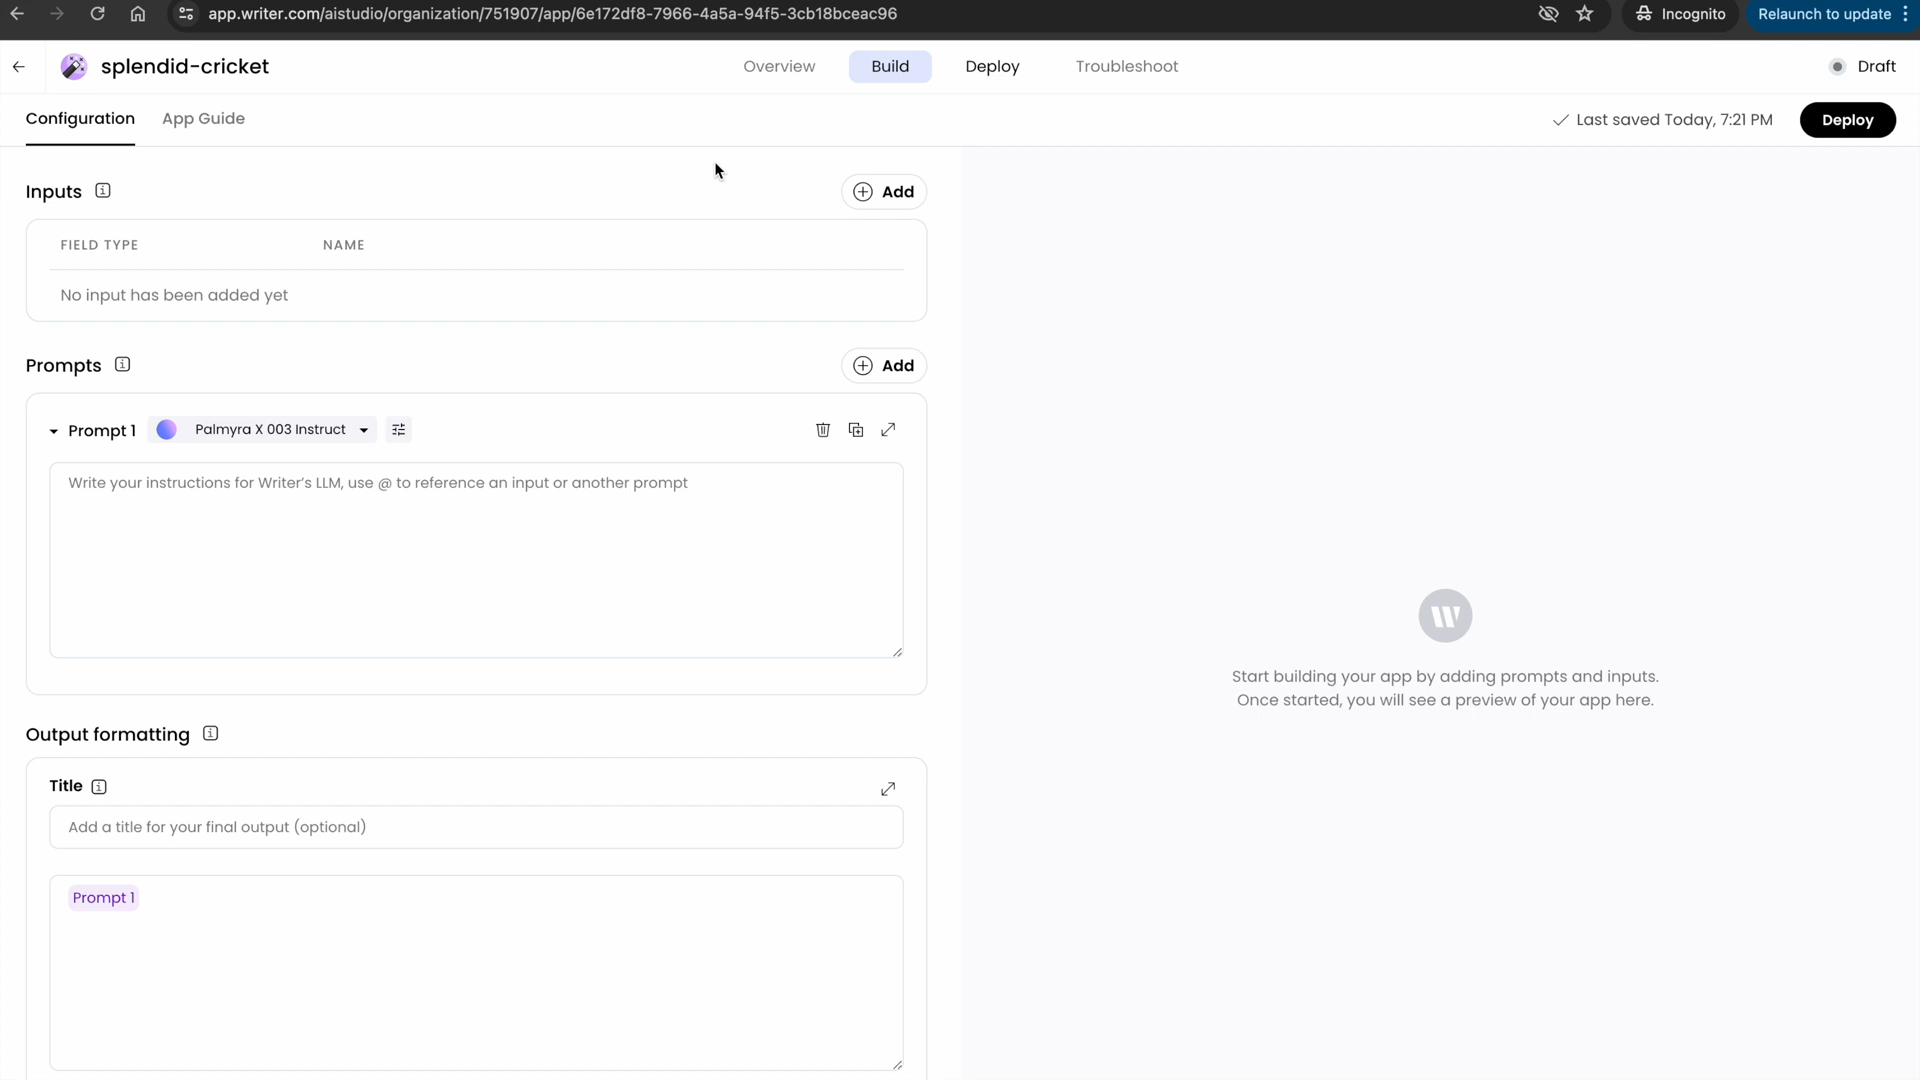 app.writer.com/aistudio/organization/751907/app/6e172df8-7966-4a5a-94f5-3cb18bceac96
Incognito
Relaunch to update
splendid-cricket
Overview
Build
Deploy
Troubleshoot
Draft
Configuration
App Guide
Last saved Today, 7:21 PM
Deploy
Inputs
Add
FIELD TYPE
NAME
No input has been added yet
Prompts
Add
Prompt 1
Palmyra X 003 Instruct
Write your instructions for Writer's LLM, use @ to reference an input or another prompt
Start building your app by adding prompts and inputs.
Once started, you will see a preview of your app here.
Output formatting
Title
Add a title for your final output (optional)
Prompt 1